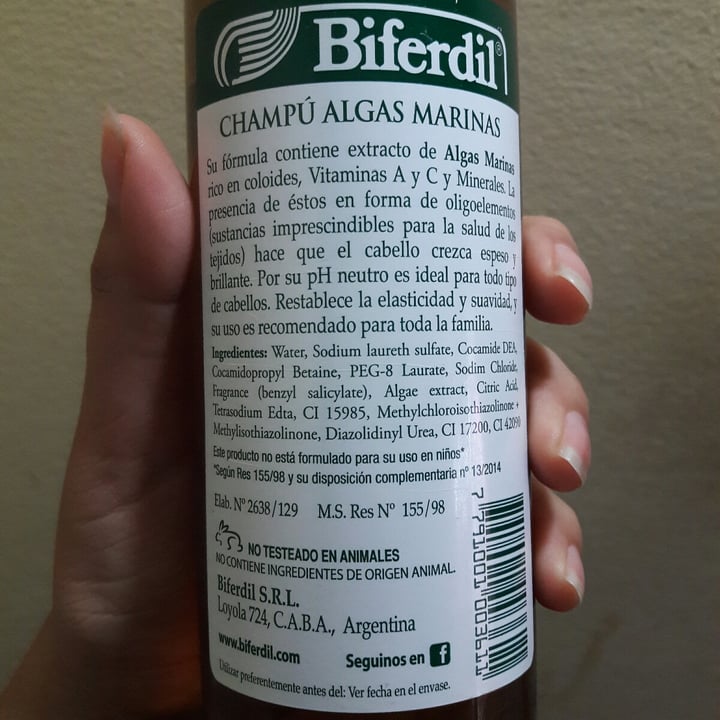 Biferdil®
CHAMPÚ ALGAS MARINAS
Su fórmula contiene extracto de Algas Marinas
rico en coloides, Vitaminas A y C y Minerales. La
presencia de éstos en forma de oligoelementos
(sustancias imprescindibles para la salud de los
tejidos) hace que el cabello crezca espeso y
brillante. Por su pH neutro es ideal para todo tipo
de cabellos. Restablece la elasticidad y suavidad, y
su uso es recomendado para toda la familia.
Ingredientes: Water, Sodium laureth sulfate, Cocamide DEA,
Cocamidopropyl Betaine, PEG-8 Laurate, Sodim Chloride,
Fragrance (benzyl salicylate), Algae extract, Citric Acid,
Tetrasodium Edta, CI 15985, Methylchloroisothiazolinone +
Methylisothiazolinone, Diazolidinyl Urea, CI 17200, CI 42090
Este producto no está formulado para su uso en niños*
*Según Res 155/98 y su disposición complementaria nº 13/2014
Elab. Nº 2638/129 M.S. Res Nº 155/98
NO TESTEADO EN ANIMALES
NO CONTIENE INGREDIENTES DE ORIGEN ANIMAL.
Biferdil S.R.L.
Loyola 724, C.A.B.A., Argentina
www.biferdil.com Seguinos en f
Utilizar preferentemente antes del: Ver fecha en el envase.
7 791001 003611